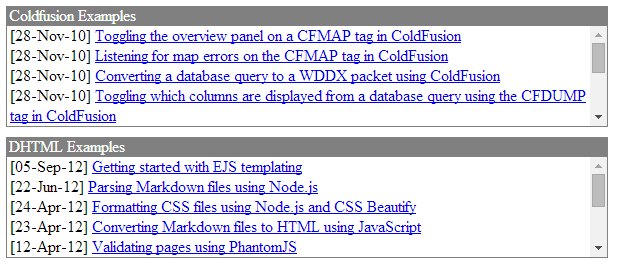 Coldfusion Examples
[28-Nov-10] Toggling the overview panel on a CFMAP tag in ColdFusion
[28-Nov-10] Listening for map errors on the CFMAP tag in ColdFusion
[28-Nov-10] Converting a database query to a WDDX packet using ColdFusion
[28-Nov-10] Toggling which columns are displayed from a database query using the CFDUMP
tag in ColdFusion
DHTML Examples
[05-Sep-12] Getting started with EJS templating
[22-Jun-12] Parsing Markdown files using Node.js
[24-Apr-12] Formatting CSS files using Node.js and CSS Beautify
[23-Apr-12] Converting Markdown files to HTML using JavaScript
[12-Apr-12] Validating pages using PhantomJS